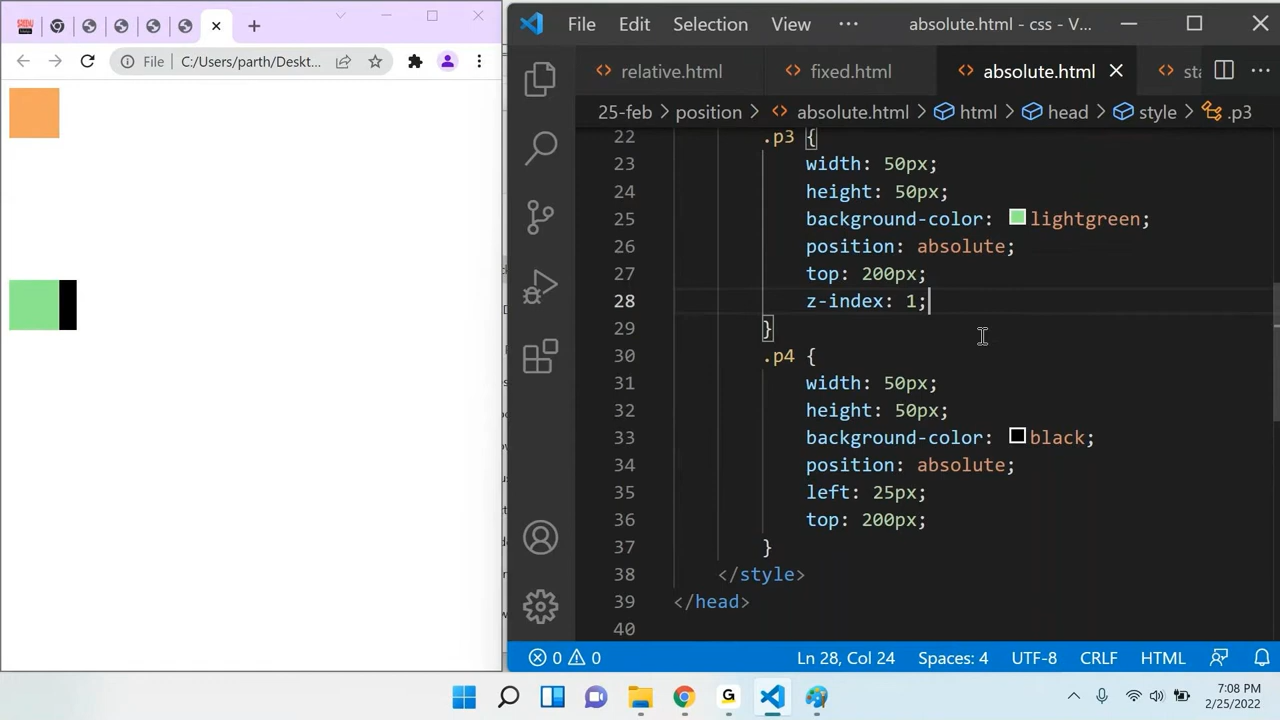 File Edit Selection View ··· absolute.html - css - V...
File C:/Users/parth/Deskt...
relative.html fixed.html absolute.html sta
25-feb position absolute.html html head style .p3
22 .p3 {
23 width: 50px;
24 height: 50px;
25 background-color: lightgreen;
26 position: absolute;
27 top: 200px;
28 z-index: 1;
29 }
30 .p4 {
31 width: 50px;
32 height: 50px;
33 background-color: black;
34 position: absolute;
35 left: 25px;
36 top: 200px;
37 }
38 </style>
39 </head>
40
0 0 Ln 28, Col 24 Spaces: 4 UTF-8 CRLF HTML
G
7:08 PM
2/25/2022